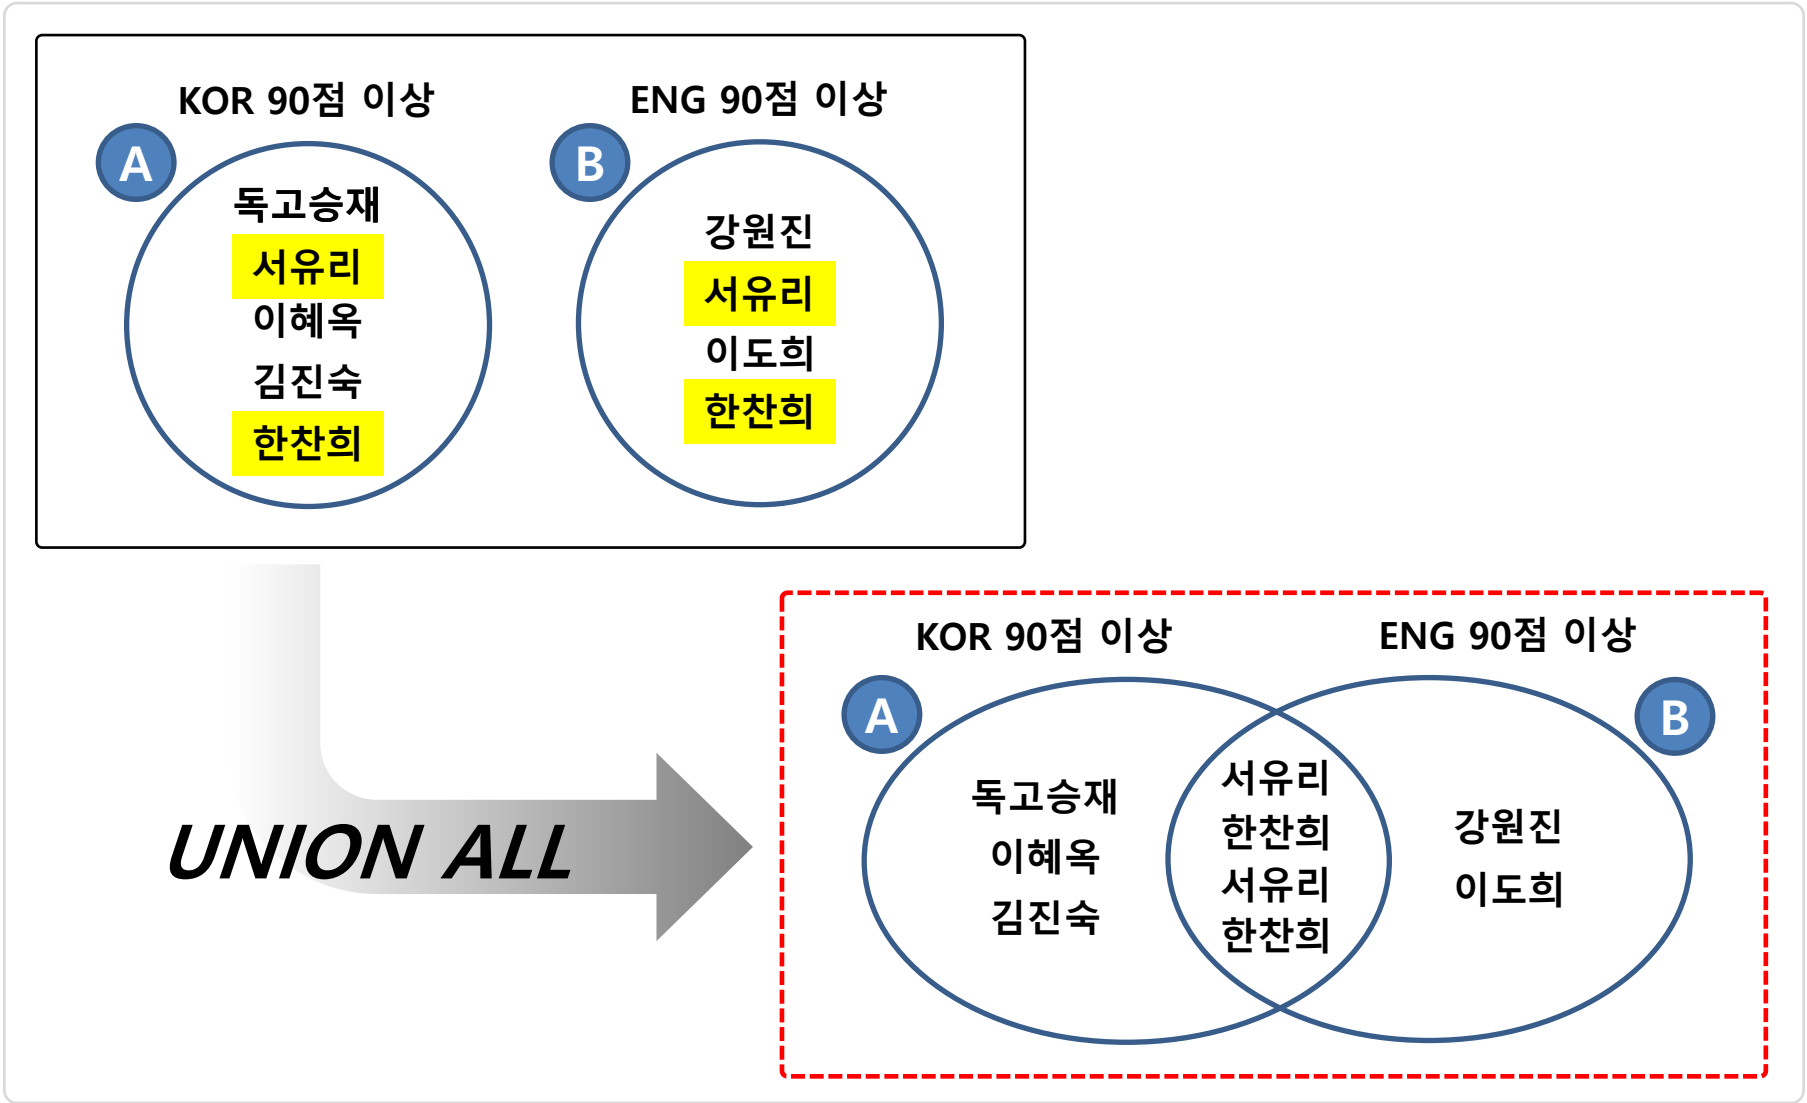 KOR 90점 이상
A
독고승재
서유리
이혜옥
김진숙
한찬희
ENG 90점 이상
B
강원진
서유리
이도희
한찬희
UNION ALL
KOR 90점 이상
A
독고승재
이혜옥
김진숙
서유리
한찬희
서유리
한찬희
ENG 90점 이상
B
강원진
이도희